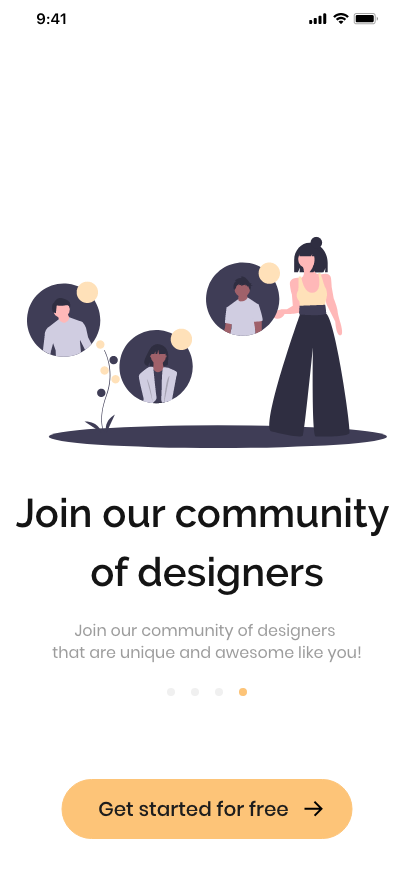 9:41
Join our community
of designers
Join our community of designers
that are unique and awesome like you!
Get started for free